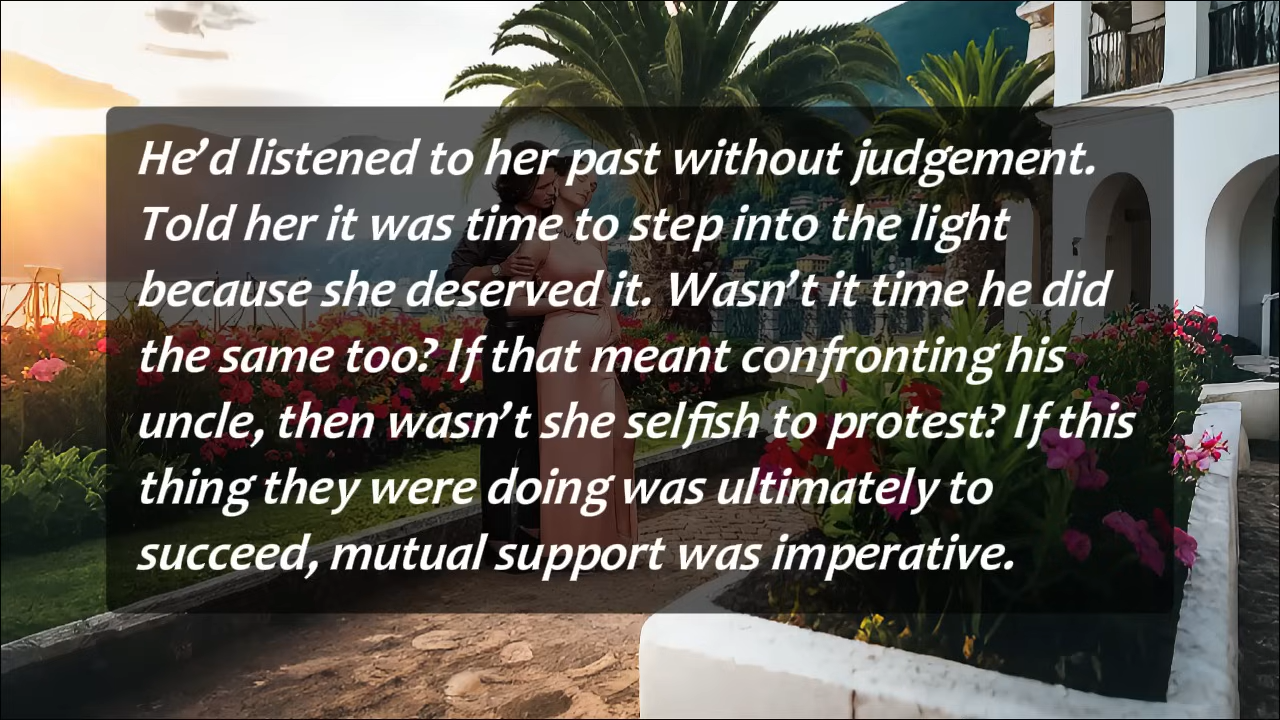 He’d listened to her past without judgement.
Told her it was time to step into the light
because she deserved it. Wasn’t it time he did
the same too? If that meant confronting his
uncle, then wasn’t she selfish to protest? If this
thing they were doing was ultimately to
succeed, mutual support was imperative.